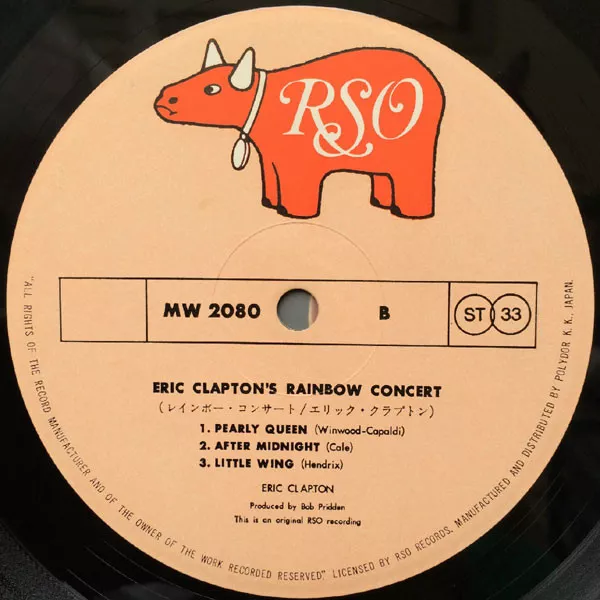 RSO
MW 2080 B ST 33
ERIC CLAPTON'S RAINBOW CONCERT
(レインボー・コンサート/エリック・クラプトン)
1. PEARLY QUEEN (Winwood-Capaldi)
2. AFTER MIDNIGHT (Cale)
3. LITTLE WING (Hendrix)
ERIC CLAPTON
Produced by Bob Pridden
This is an original RSO recording
"ALL RIGHTS OF THE RECORD MANUFACTURER AND OF THE OWNER OF THE WORK RECORDED RESERVED" LICENSED BY RSO RECORDS. MANUFACTURED AND DISTRIBUTED BY POLYDOR K.K., JAPAN.